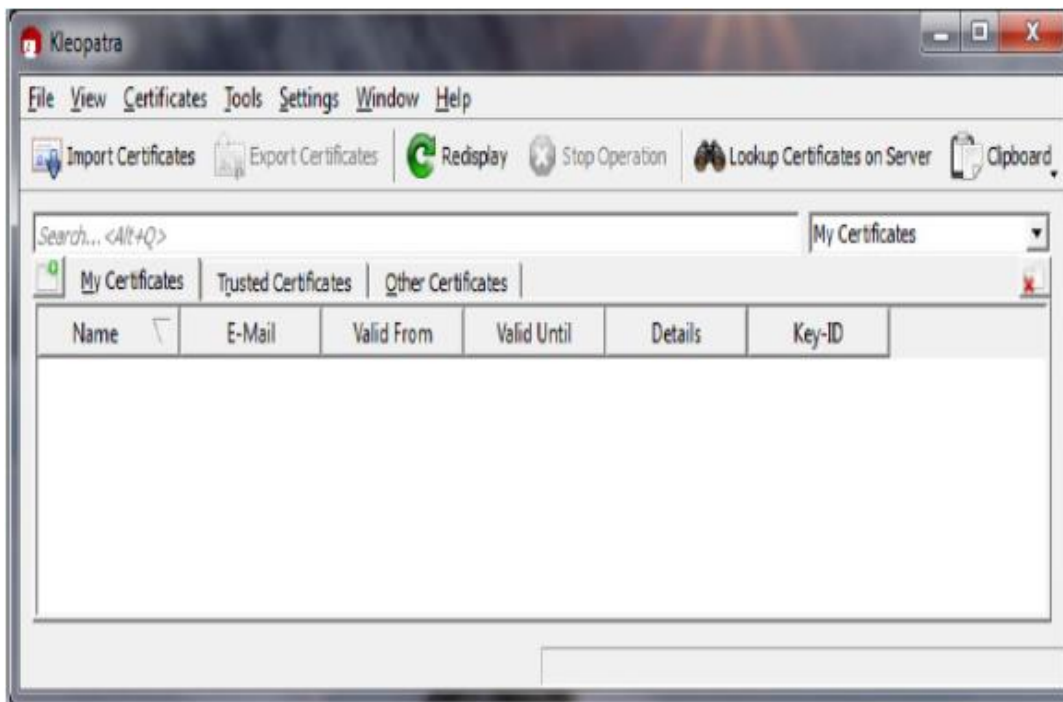 Kleopatra
File View Certificates Tools Settings Window Help
Import Certificates Export Certificates Redisplay Stop Operation Lookup Certificates on Server Clipboard
Search... <Alt+Q> My Certificates
My Certificates Trusted Certificates Other Certificates
Name E-Mail Valid From Valid Until Details Key-ID